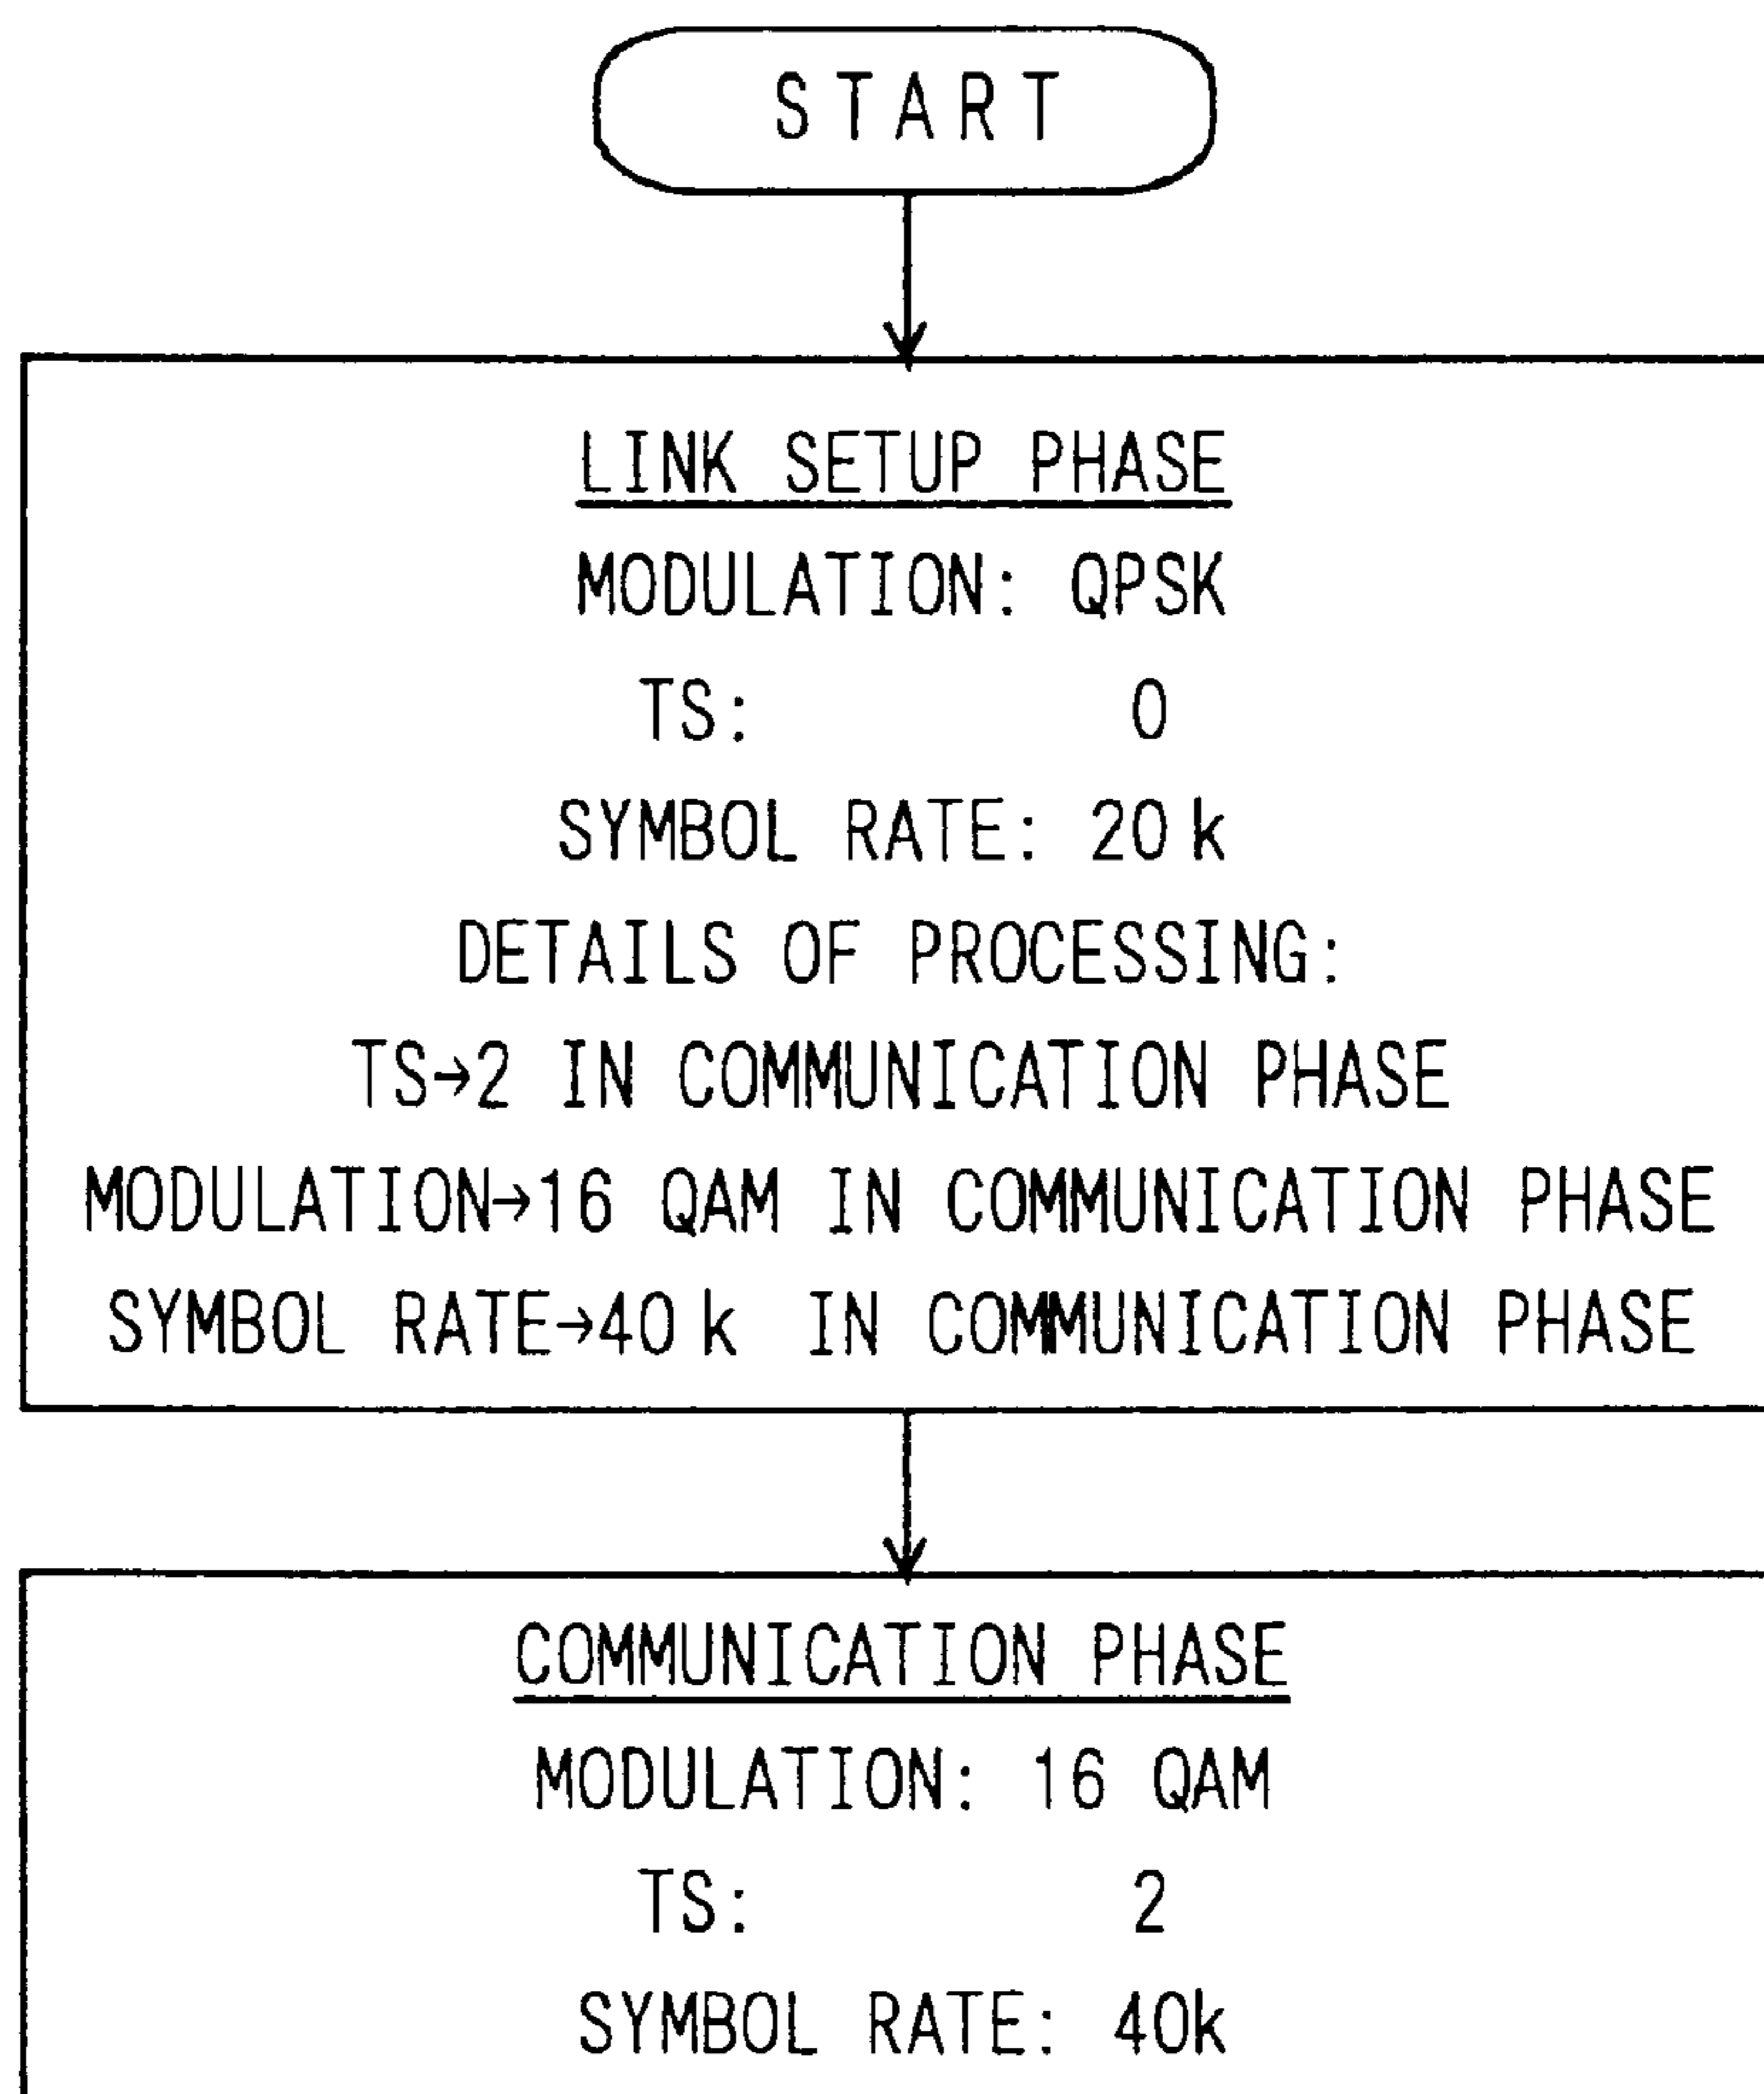 START
LINK SETUP PHASE
MODULATION: QPSK
TS: 0
SYMBOL RATE: 20k
DETAILS OF PROCESSING:
TS→2 IN COMMUNICATION PHASE
MODULATION→16 QAM IN COMMUNICATION PHASE
SYMBOL RATE→40k IN COMMUNICATION PHASE
COMMUNICATION PHASE
MODULATION: 16 QAM
TS: 2
SYMBOL RATE: 40k